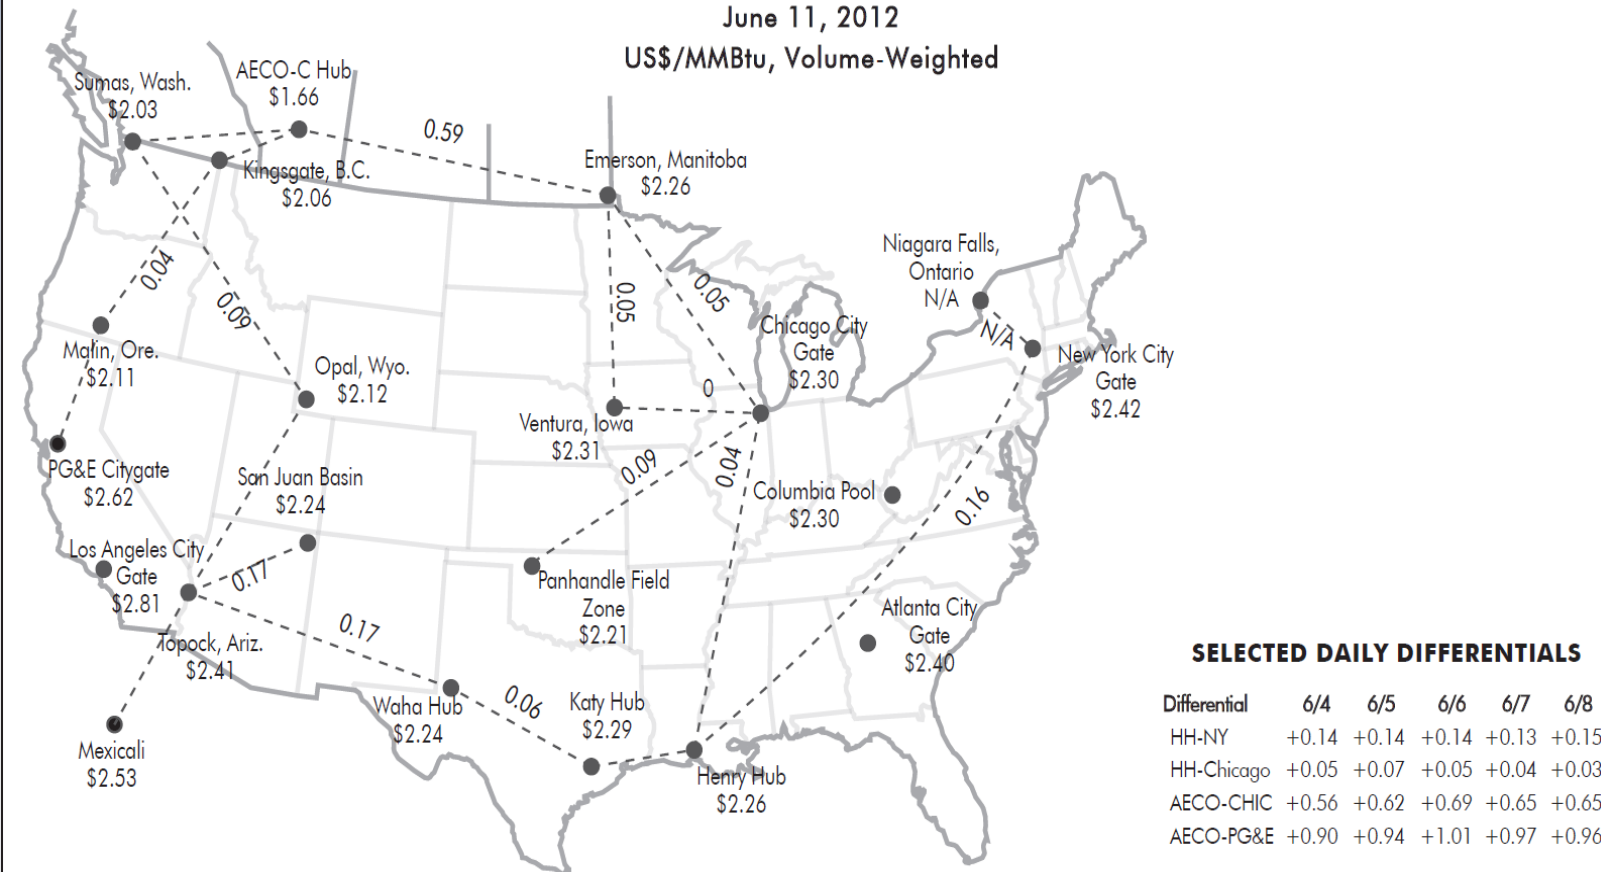 June 11, 2012
US$/MMBtu, Volume-Weighted
Sumas, Wash.
$2.03
AECO-C Hub
$1.66
0.59
Kingsgate, B.C.
$2.06
Emerson, Manitoba
$2.26
Niagara Falls,
Ontario
N/A
N/A
New York City
Gate
$2.42
0.04
0.09
0.05
0.05
Chicago City
Gate
$2.30
Malin, Ore.
$2.11
Opal, Wyo.
$2.12
0
Ventura, Iowa
$2.31
0.09
0.04
PG&E Citygate
$2.62
San Juan Basin
$2.24
Columbia Pool
$2.30
0.16
Los Angeles City
Gate
$2.81
0.17
Panhandle Field
Zone
$2.21
Atlanta City
Gate
$2.40
Topock, Ariz.
$2.41
0.17
Waha Hub
$2.24
0.06
Katy Hub
$2.29
Mexicali
$2.53
Henry Hub
$2.26
SELECTED DAILY DIFFERENTIALS
Differential 6/4 6/5 6/6 6/7 6/8
HH-NY +0.14 +0.14 +0.14 +0.13 +0.15
HH-Chicago +0.05 +0.07 +0.05 +0.04 +0.03
AECO-CHIC +0.56 +0.62 +0.69 +0.65 +0.65
AECO-PG&E +0.90 +0.94 +1.01 +0.97 +0.96